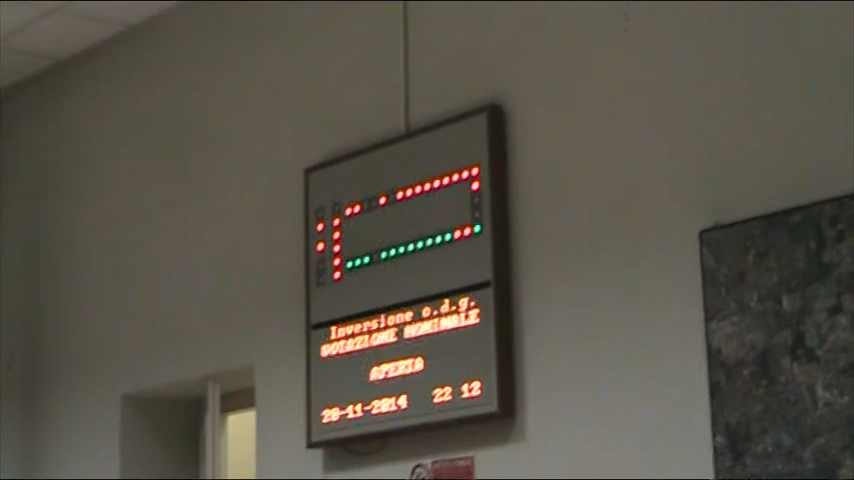 Inversione o.d.g.
VOTAZIONE NOMINALE
APERTA
28-11-2014 22 12